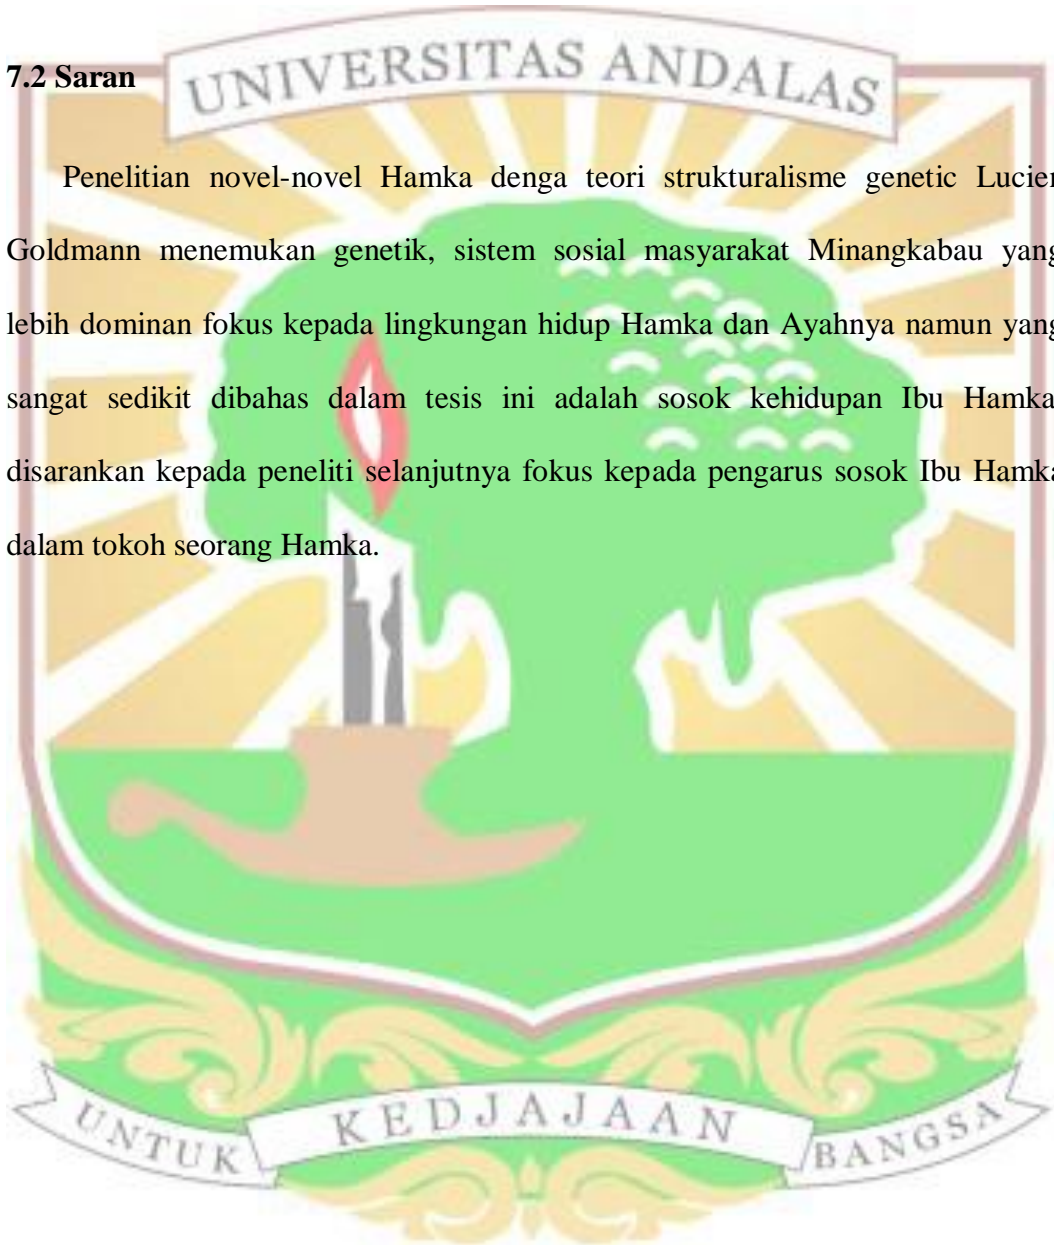 UNIVERSITAS ANDALAS
7.2 Saran
Penelitian novel-novel Hamka denga teori strukturalisme genetic Lucien
Goldmann menemukan genetik, sistem sosial masyarakat Minangkabau yang
lebih dominan fokus kepada lingkungan hidup Hamka dan Ayahnya namun yang
sangat sedikit dibahas dalam tesis ini adalah sosok kehidupan Ibu Hamka
disarankan kepada peneliti selanjutnya fokus kepada pengarus sosok Ibu Hamka
dalam tokoh seorang Hamka.
UNTUK KEDJAJAAN BANGSA